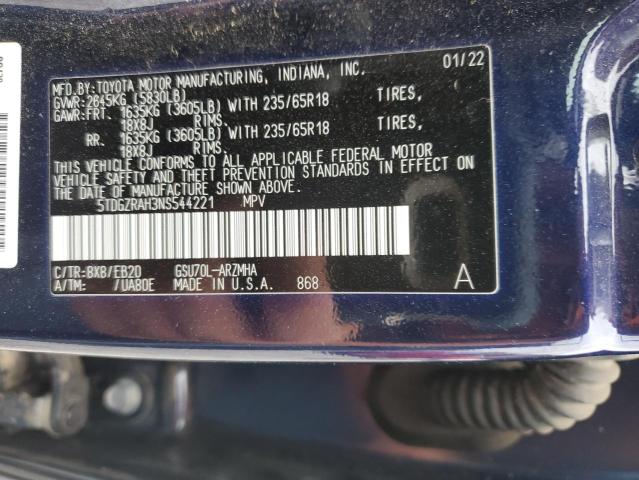 MFD.BY:TOYOTA MOTOR MANUFACTURING, INDIANA, INC. 01/22
GVWR:2645KG (5830LB)
GAWR:FRT. 1635KG (3605LB) WITH 235/65R18 TIRES,
18X8J RIMS.
RR. 1635KG (3605LB) WITH 235/65R18 TIRES,
18X8J RIMS.
THIS VEHICLE CONFORMS TO ALL APPLICABLE FEDERAL MOTOR
VEHICLE SAFETY AND THEFT PREVENTION STANDARDS IN EFFECT ON
THE DATE OF MANUFACTURE SHOWN ABOVE.
5TDGZRAH3NS544221 MPV
C/TR:8X8/EB20 GSU70L-ARZMHA
A/TM: /UA80E MADE IN U.S.A. 868 A